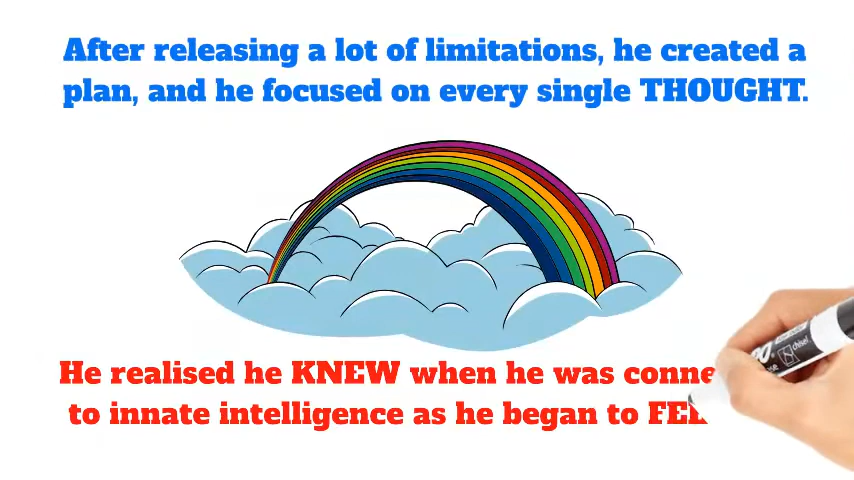 After releasing a lot of limitations, he created a
plan, and he focused on every single THOUGHT.
He realised he KNEW when he was
to innate intelligence as he began to
chisel